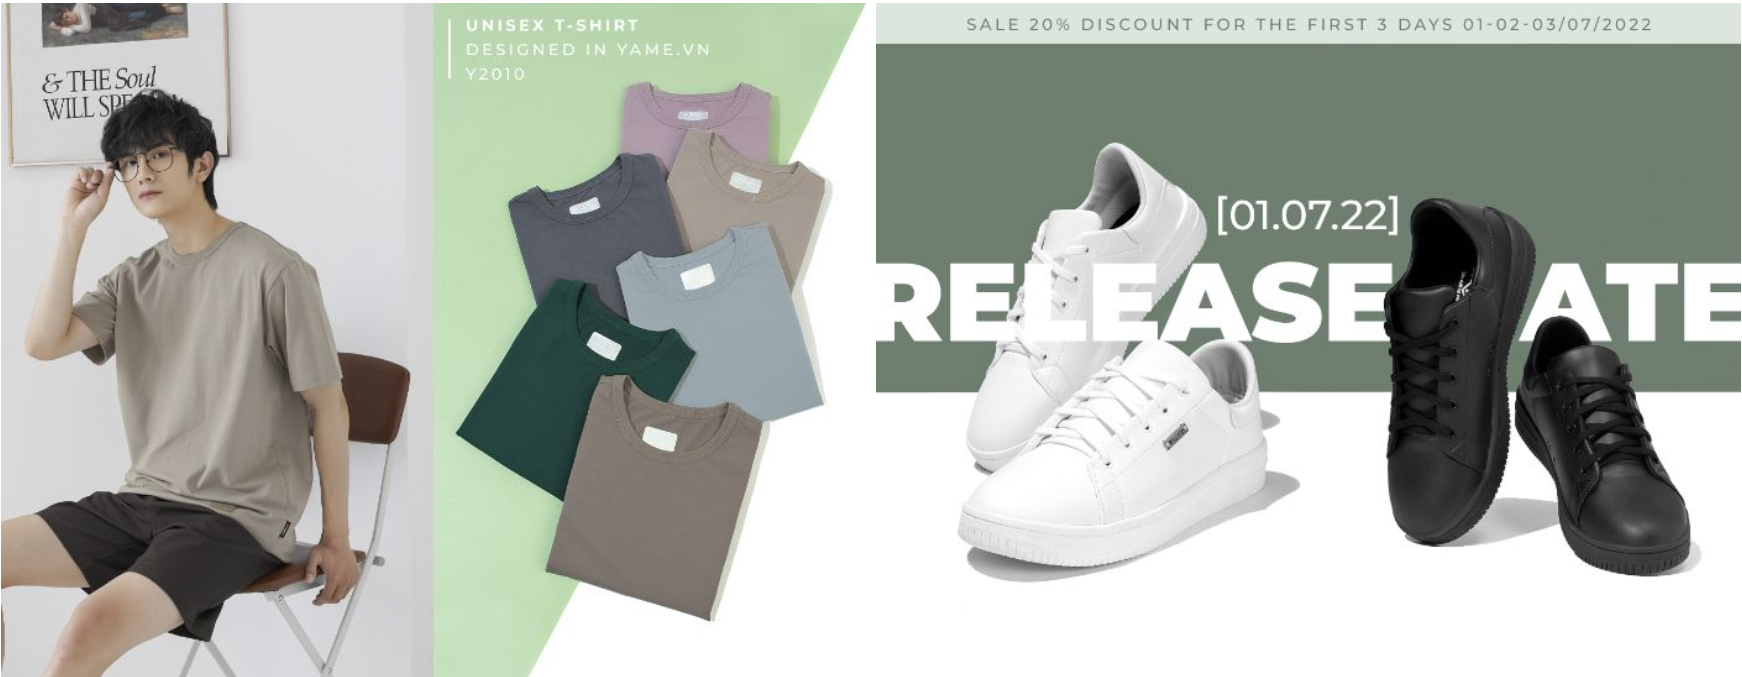 & THE Soul
WILL SPE
UNISEX T-SHIRT
DESIGNED IN YAME.VN
Y2010
SALE 20% DISCOUNT FOR THE FIRST 3 DAYS 01-02-03/07/2022
[01.07.22]
RELEASE ATE